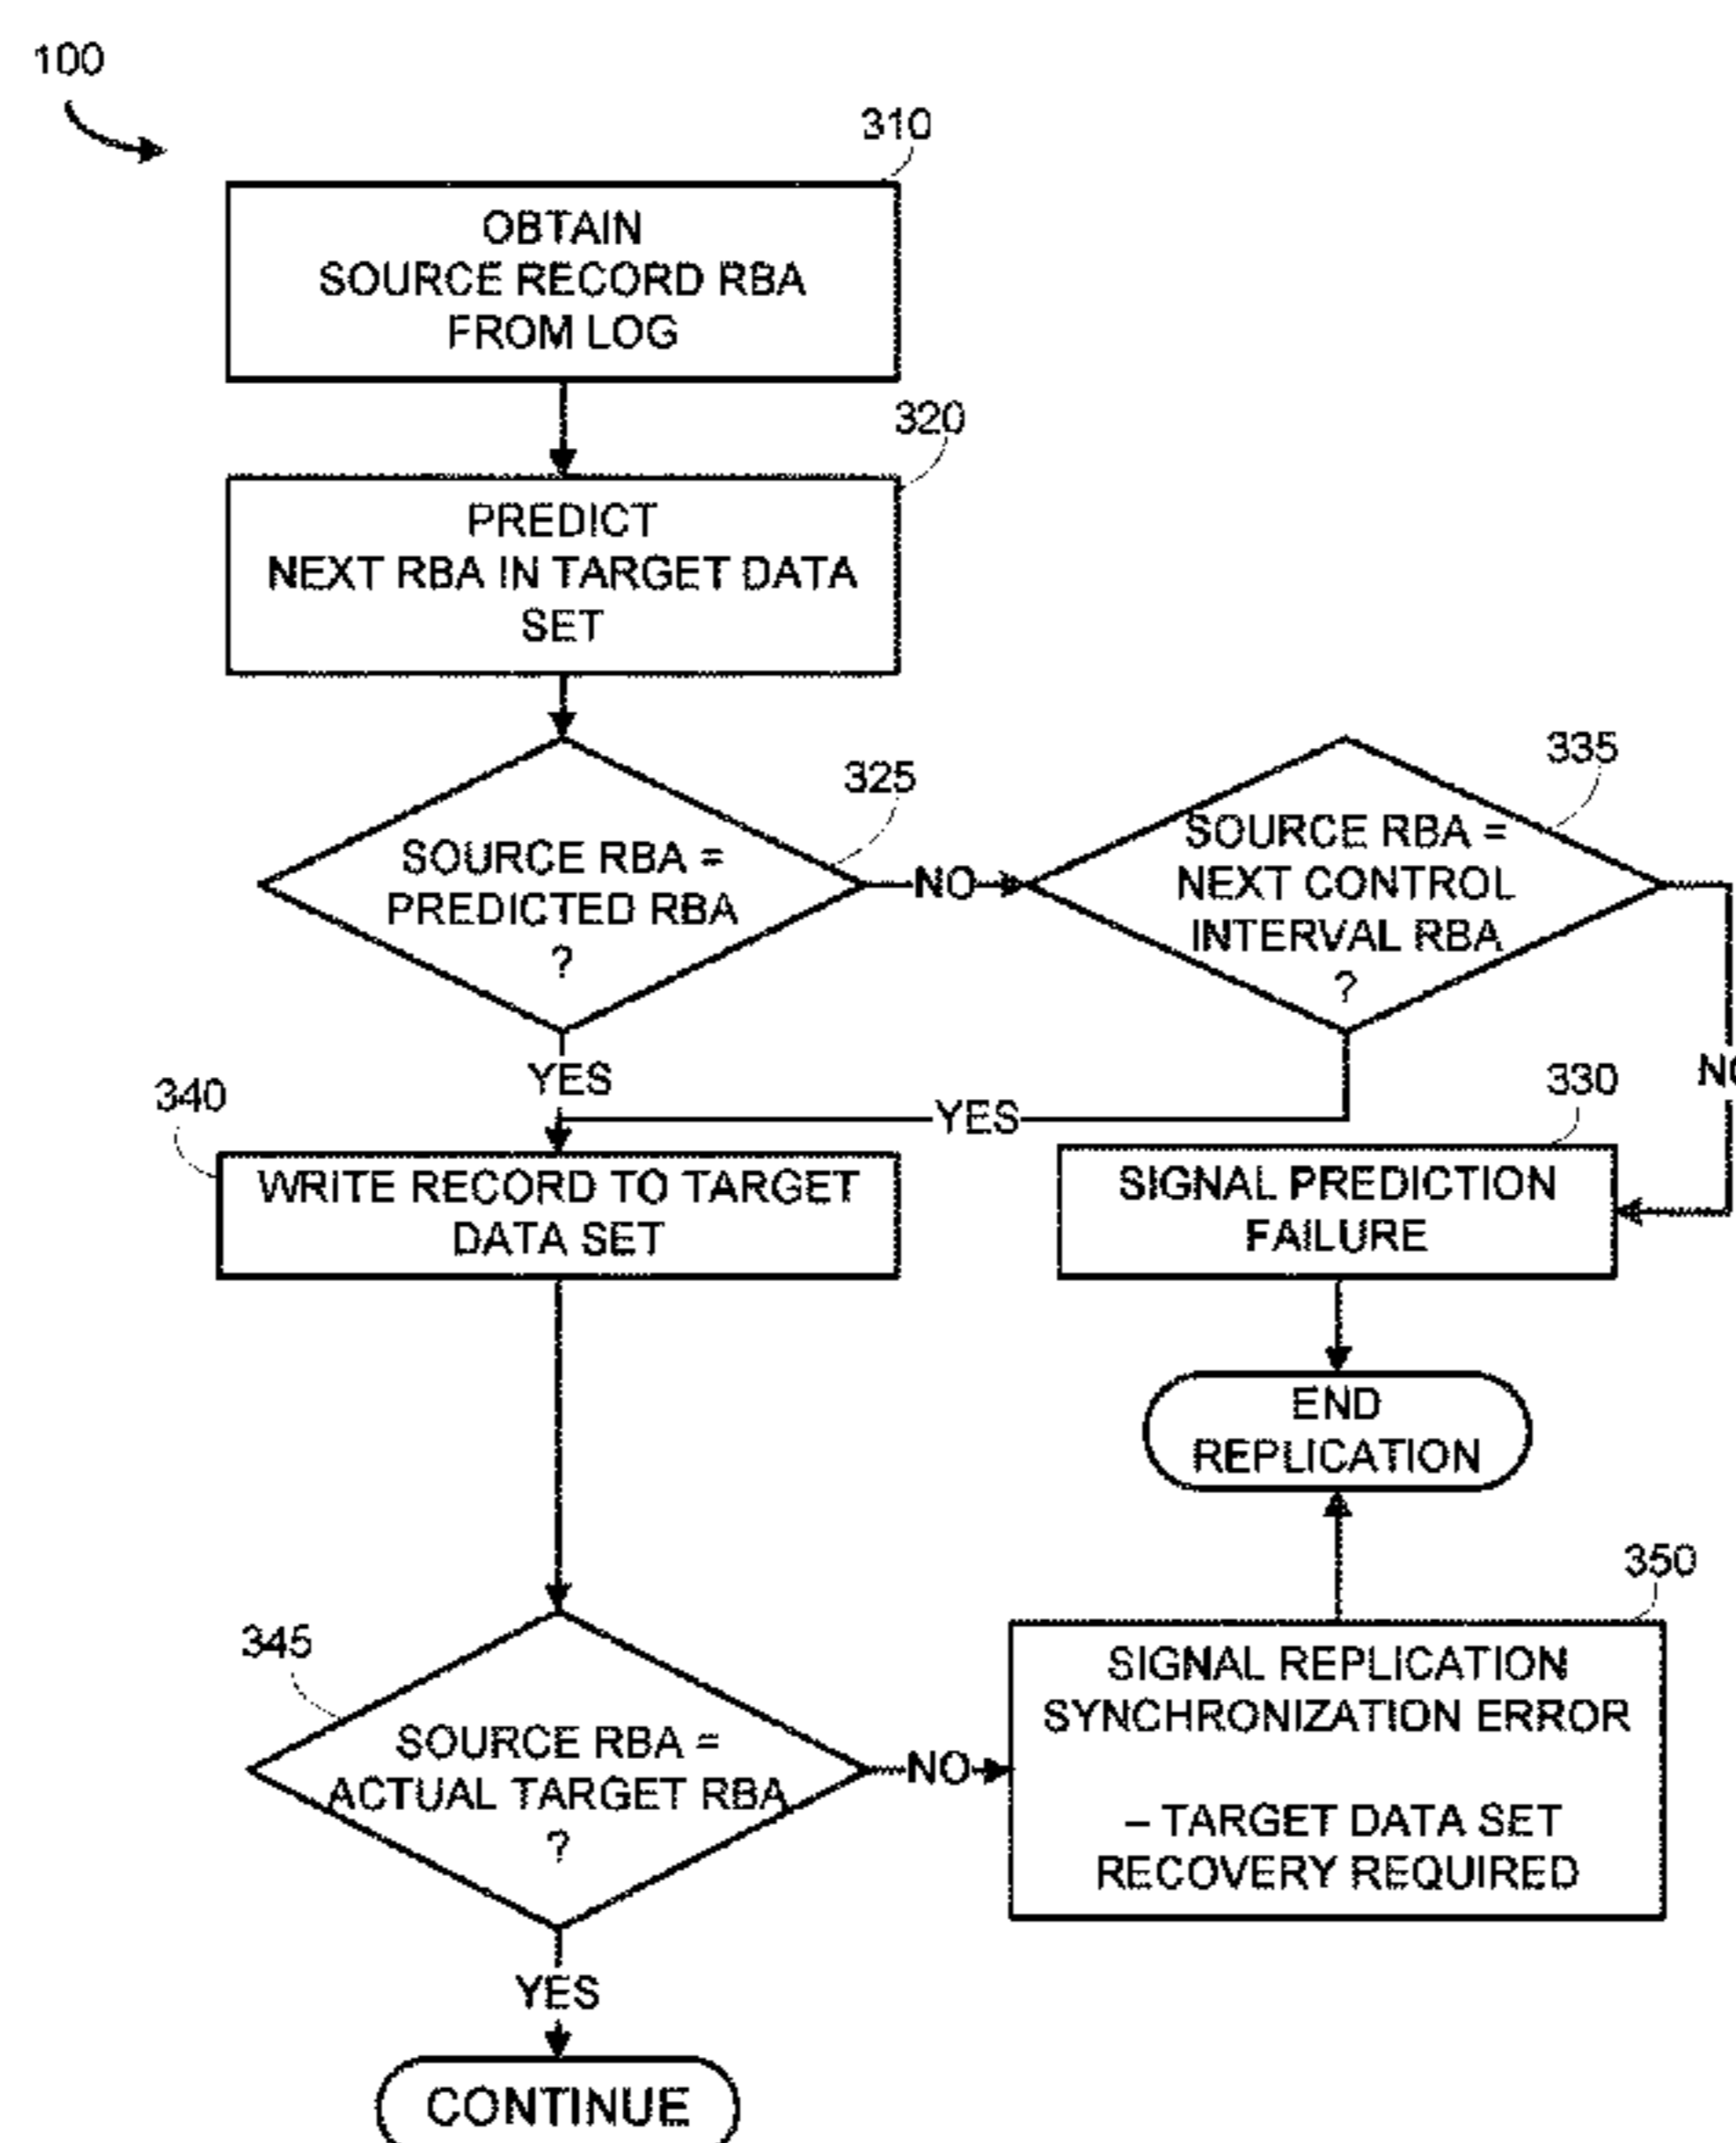 100
310
OBTAIN
SOURCE RECORD RBA
FROM LOG
320
PREDICT
NEXT RBA IN TARGET DATA
SET
325
SOURCE RBA =
PREDICTED RBA
?
NO
335
SOURCE RBA =
NEXT CONTROL
INTERVAL RBA
?
YES
YES
340
WRITE RECORD TO TARGET
DATA SET
330
SIGNAL PREDICTION
FAILURE
END
REPLICATION
345
SOURCE RBA =
ACTUAL TARGET RBA
?
NO
350
SIGNAL REPLICATION
SYNCHRONIZATION ERROR
– TARGET DATA SET
RECOVERY REQUIRED
YES
CONTINUE